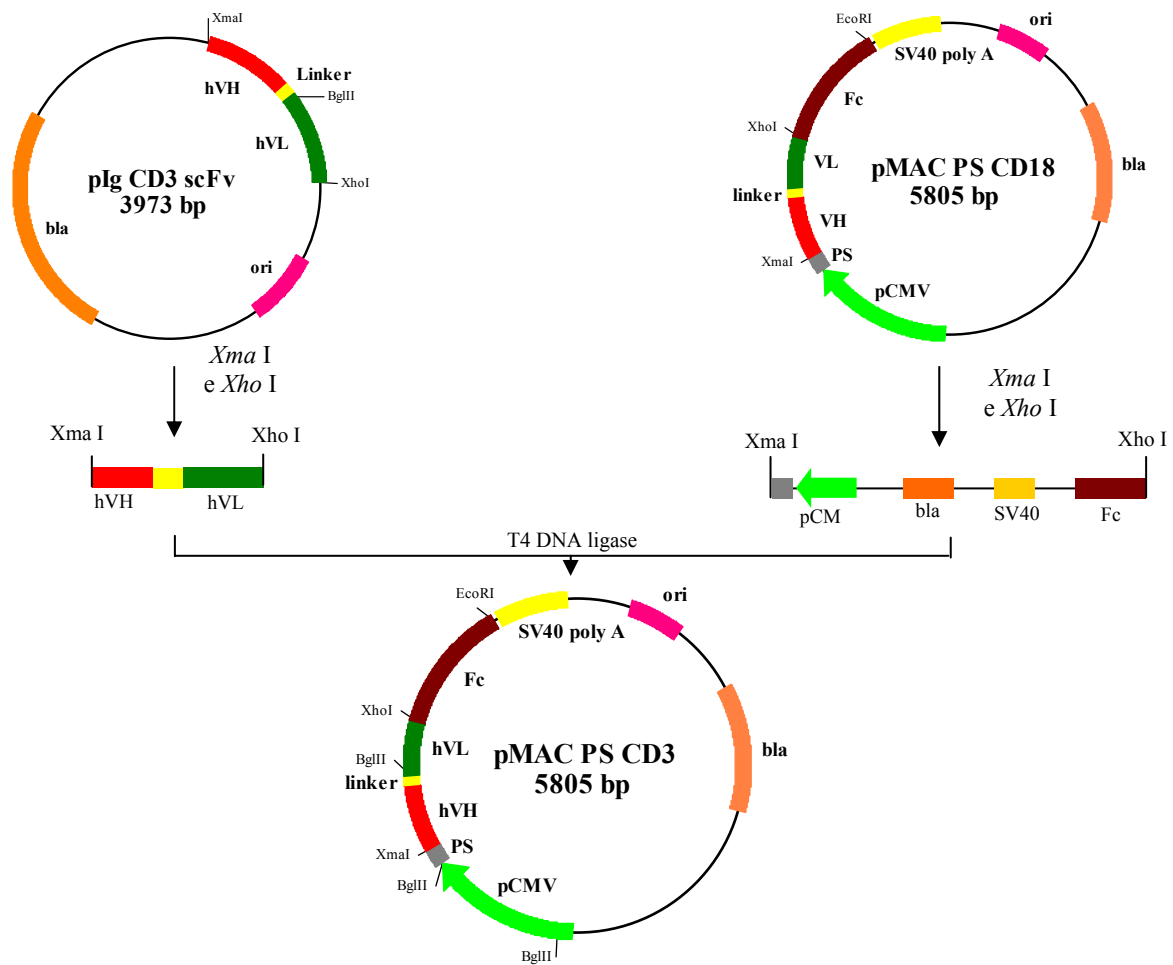 XmaI
hVH
Linker
BglII
hVL
XhoI
pIg CD3 scFv
3973 bp
bla
ori
EcoRI
SV40 poly A
ori
Fc
XhoI
VL
linker
VH
XmaI
PS
pCMV
pMAC PS CD18
5805 bp
bla
Xma I
e Xho I
Xma I
e Xho I
Xma I
Xho I
hVH
hVL
Xma I
Xho I
pCM
bla
SV40
Fc
T4 DNA ligase
EcoRI
SV40 poly A
ori
Fc
XhoI
hVL
BglII
linker
hVH
XmaI
PS
BglII
pCMV
BglII
pMAC PS CD3
5805 bp
bla